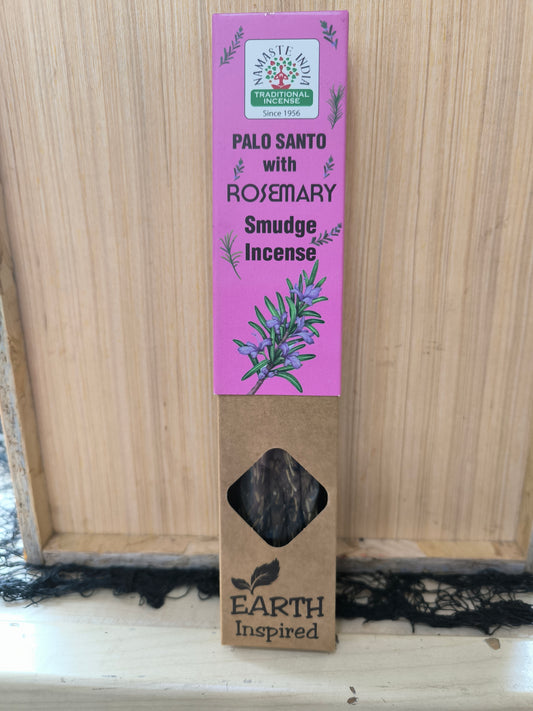 NAMASTE INDIA
TRADITIONAL
INCENSE
Since 1956
PALO SANTO
with
ROSEMARY
Smudge
Incense
EARTH
Inspired